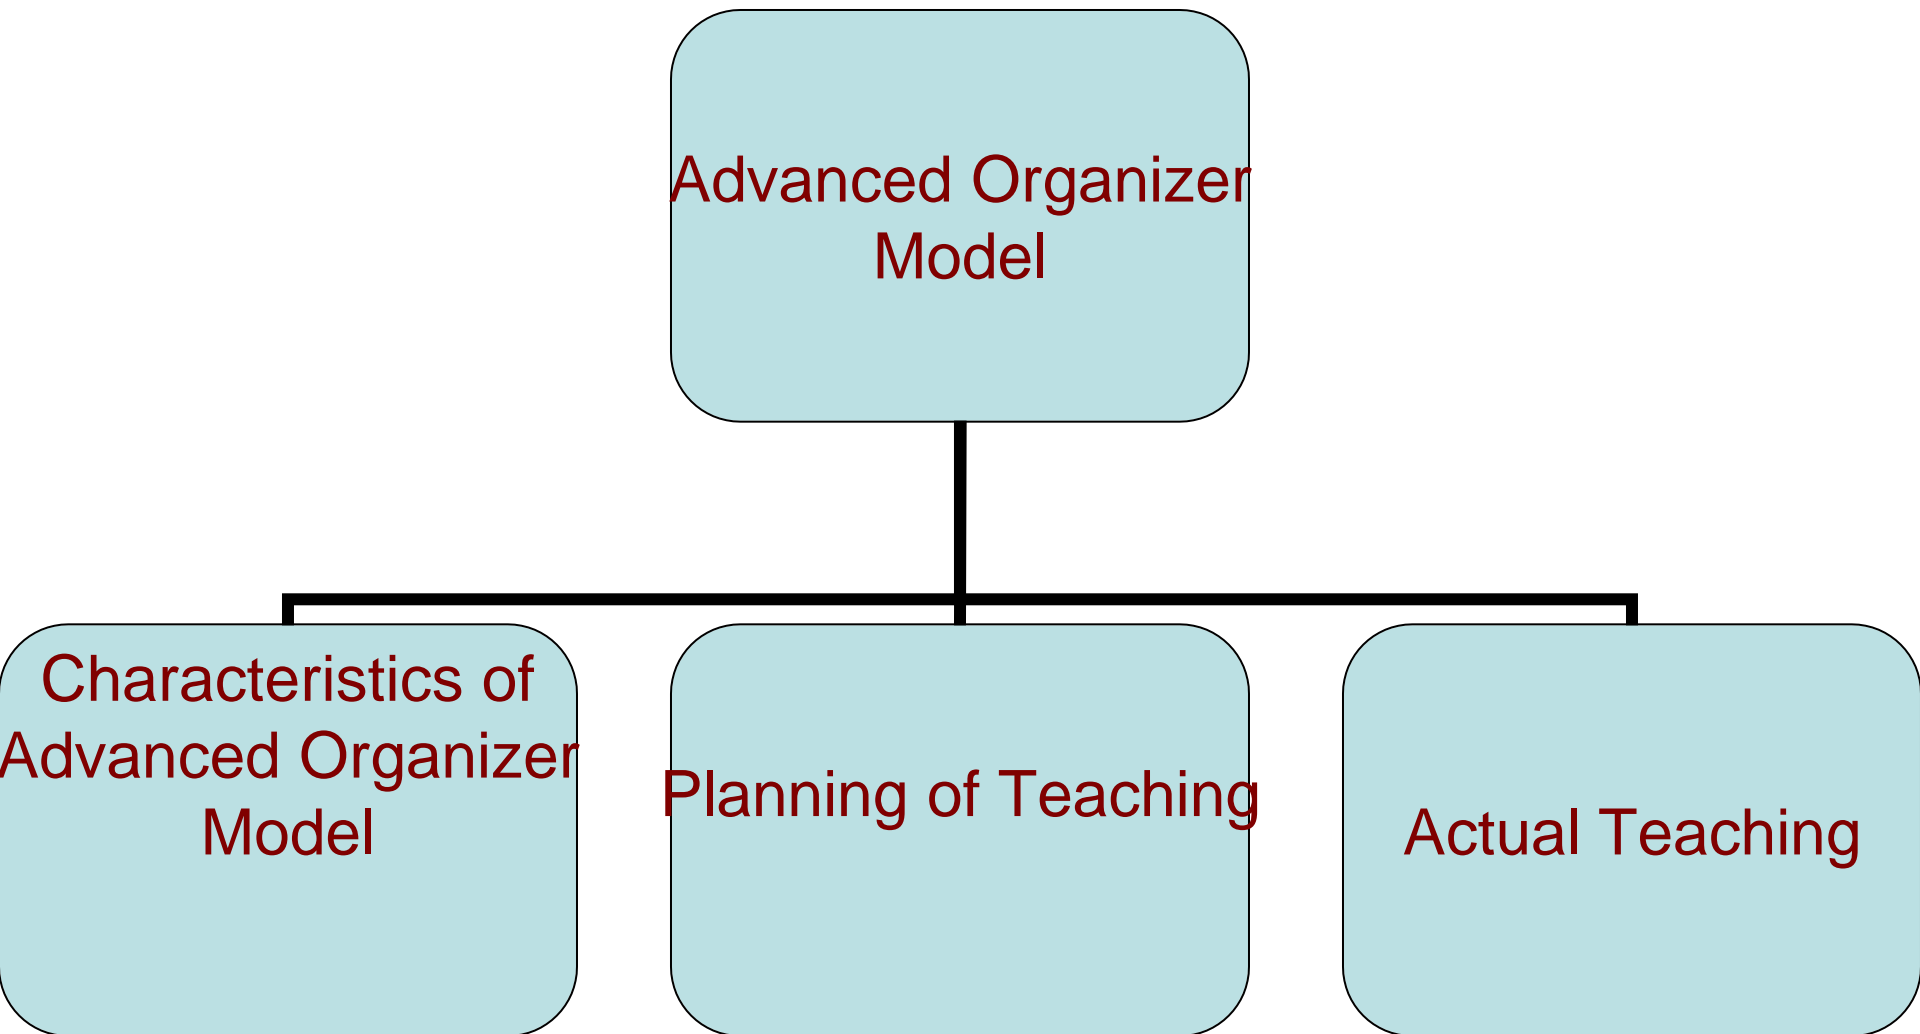 Advanced Organizer
Model
Characteristics of
Advanced Organizer
Model
Planning of Teaching
Actual Teaching